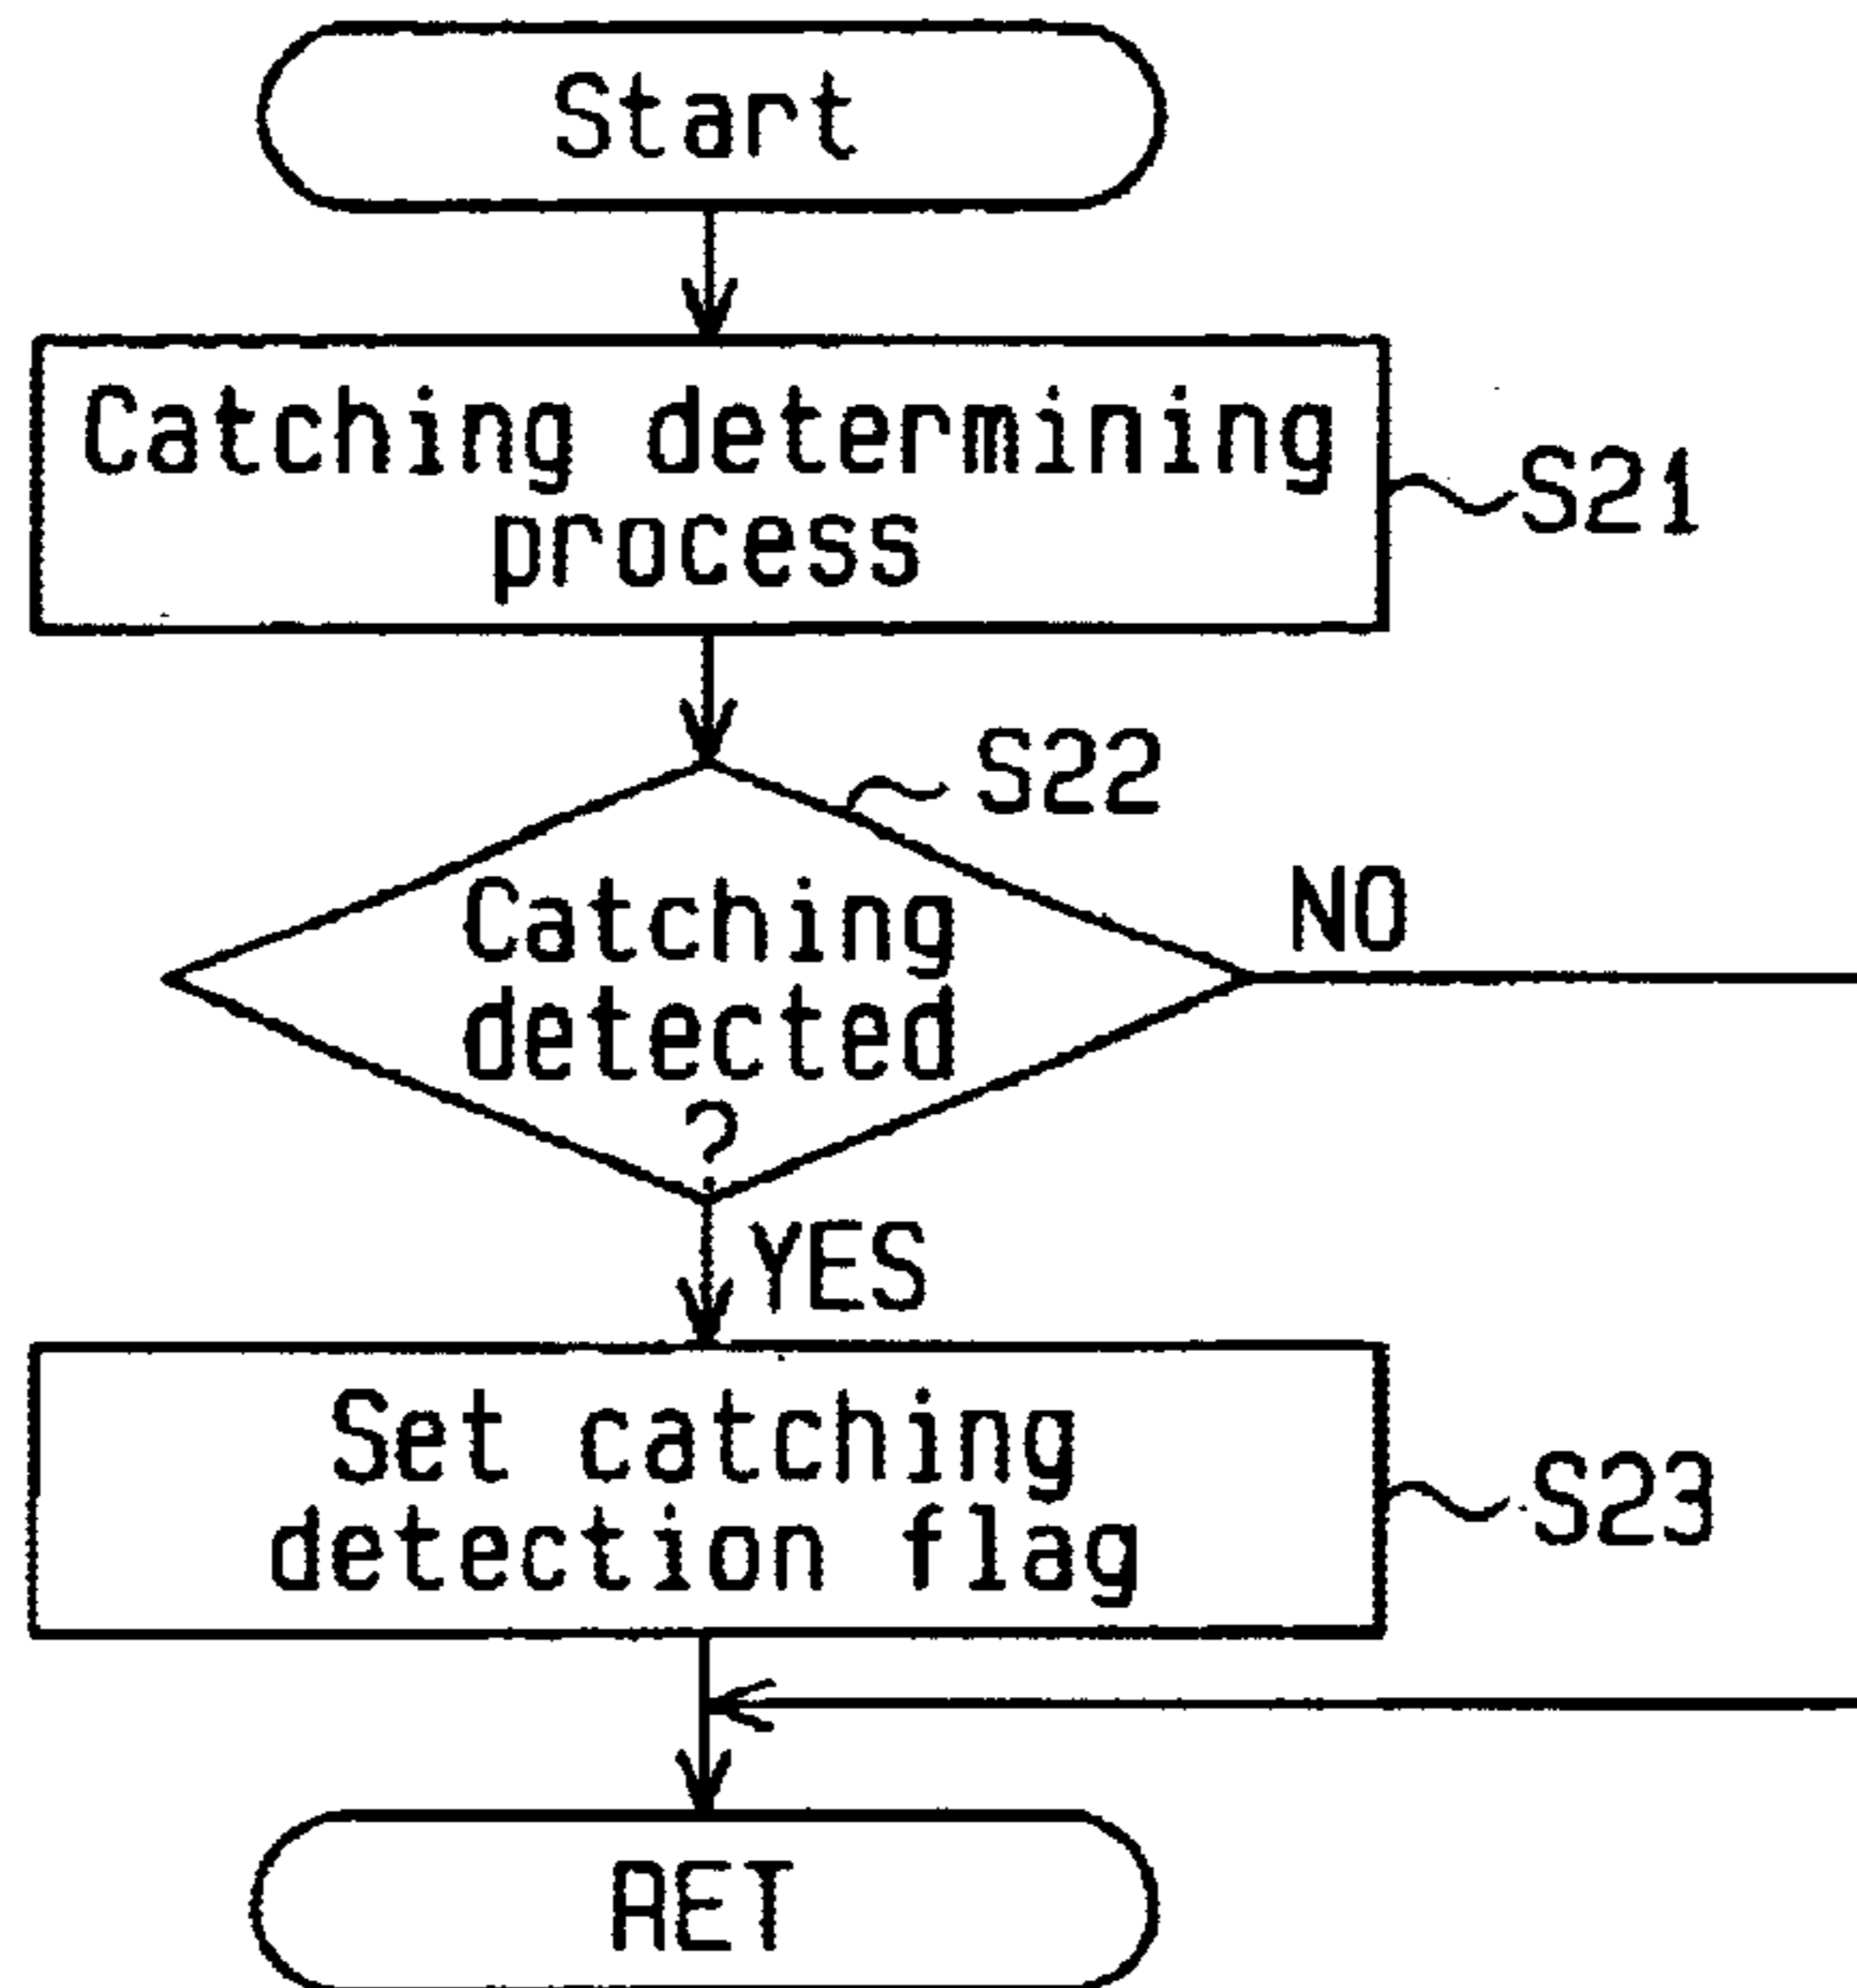 Start
Catching determining
process
S21
S22
Catching
detected
?
NO
YES
Set catching
detection flag
S23
RET